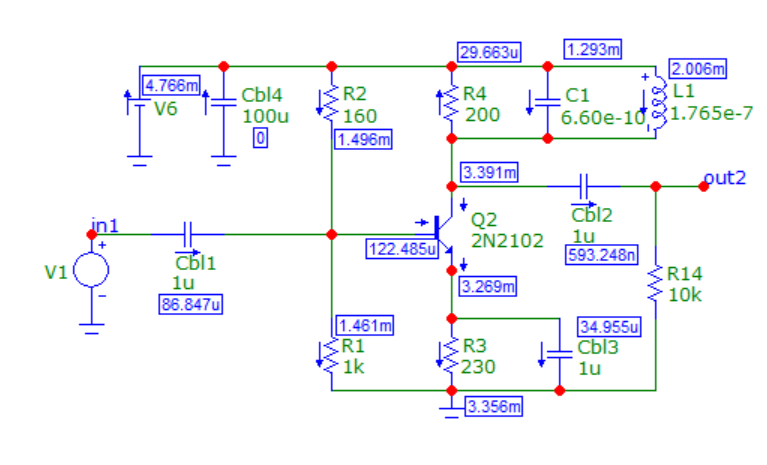 29.663u
1.293m
2.006m
4.766m
V6
Cbl4
100u
0
R2
160
1.496m
R4
200
C1
6.60e-10
L1
1.765e-7
+
3.391m
out2
in1
+
V1
-
Cbl1
1u
86.847u
122.485u
Q2
2N2102
Cbl2
1u
593.248n
R14
10k
3.269m
1.461m
R1
1k
R3
230
34.955u
Cbl3
1u
3.356m